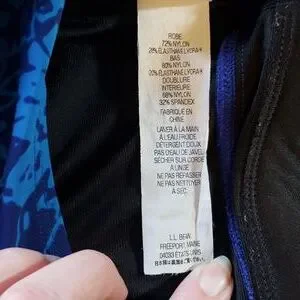 ROBE
72% NYLON
28% ELASTHANE LYCRA®
BAS
80% NYLON
20% ELASTHANE LYCRA®
DOUBLURE
INTERIEURE
68% NYLON
32% SPANDEX
FABRIQUE EN
CHINE
LAVER A LA MAIN
A L'EAU FROIDE
DETERGENT DOUX
PAS D'EAU DE JAVEL
SECHER SUR CORDE
A LINGE
NE PAS REPASSER
NE PAS NETTOYER
A SEC
L.L. BEAN
FREEPORT, MAINE
04033 ETATS UNIS